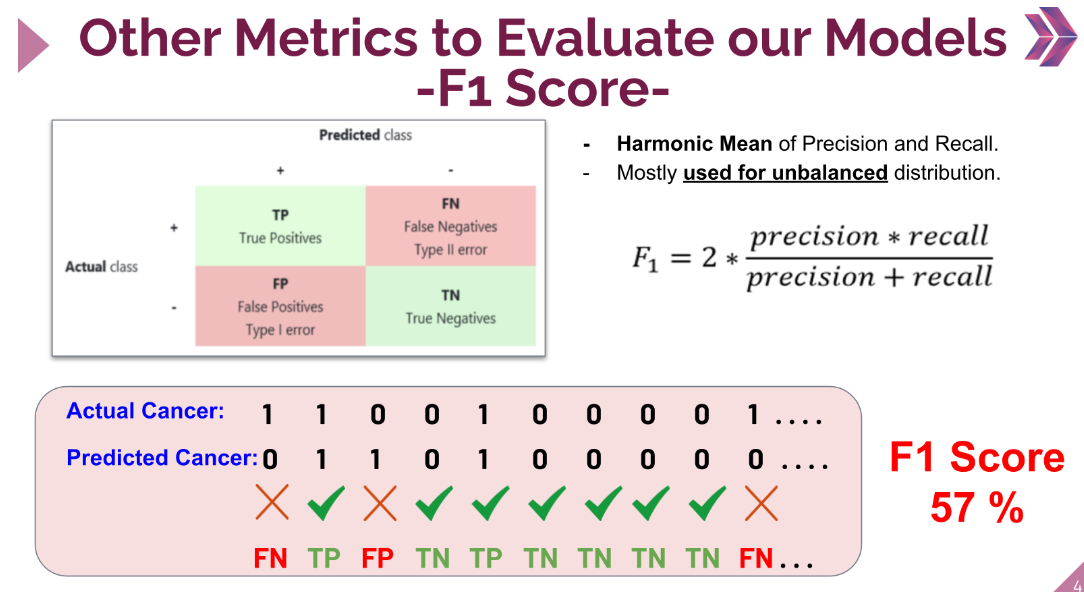 Other Metrics to Evaluate our Models
-F1 Score-
Predicted class
+ -
+ TP FN
True Positives False Negatives
Type II error
Actual class
- FP TN
False Positives True Negatives
Type I error
- Harmonic Mean of Precision and Recall.
- Mostly used for unbalanced distribution.
F1 = 2 * precision * recall / precision + recall
Actual Cancer: 1 1 0 0 1 0 0 0 0 1 . . . .
Predicted Cancer: 0 1 1 0 1 0 0 0 0 0 . . . .
FN TP FP TN TP TN TN TN TN FN . . .
F1 Score
57 %
4